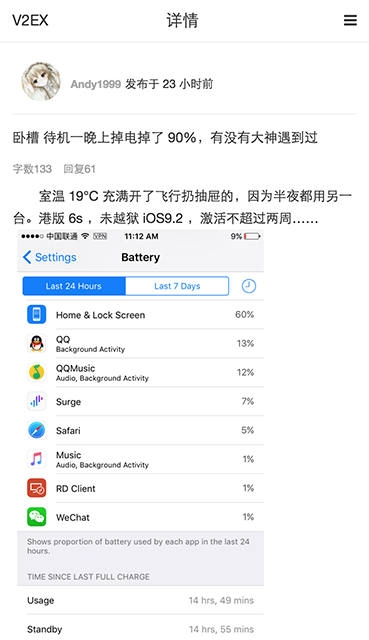 V2EX 详情
Andy1999 发布于 23 小时前
卧槽 待机一晚上掉电掉了 90%，有没有大神遇到过
字数133 回复61
室温 19°C 充满开了飞行扔抽屉的，因为半夜都用另一
台。港版 6s ，未越狱 iOS9.2 ，激活不超过两周……
中国联通 VPN 11:12 AM 9%
Settings Battery
Last 24 Hours Last 7 Days
Home & Lock Screen 60%
QQ 13%
Background Activity
QQMusic 12%
Audio, Background Activity
Surge 7%
Safari 5%
Music 1%
Audio, Background Activity
RD Client 1%
WeChat 1%
Shows proportion of battery used by each app in the last 24
hours.
TIME SINCE LAST FULL CHARGE
Usage 14 hrs, 49 mins
Standby 14 hrs, 55 mins